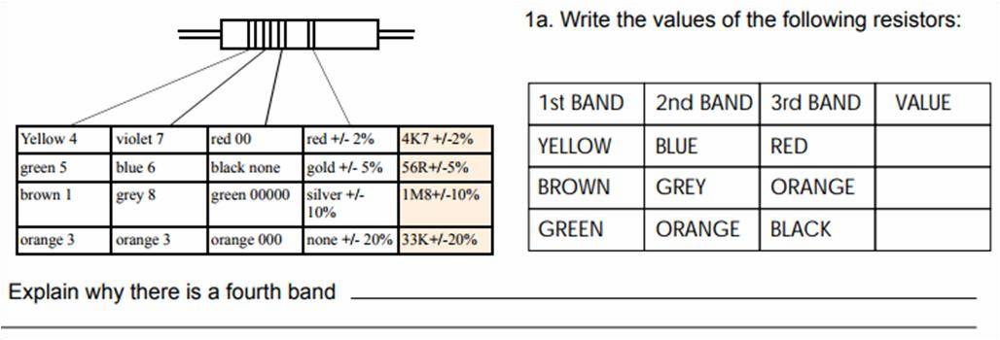 1a. Write the values of the following resistors:
Yellow 4 violet 7 red 00 red +/- 2% 4K7 +/-2%
green 5 blue 6 black none gold +/- 5% 56R+/-5%
brown 1 grey 8 green 00000 silver +/- 1M8+/-10%
10%
orange 3 orange 3 orange 000 none +/- 20% 33K+/-20%
1st BAND 2nd BAND 3rd BAND VALUE
YELLOW BLUE RED
BROWN GREY ORANGE
GREEN ORANGE BLACK
Explain why there is a fourth band